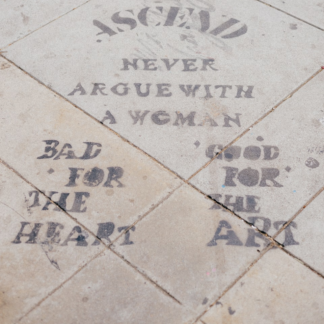 ASCEND
NEVER
ARGUE WITH
A WOMAN
BAD
FOR
THE
HEART
GOOD
FOR
THE
ART